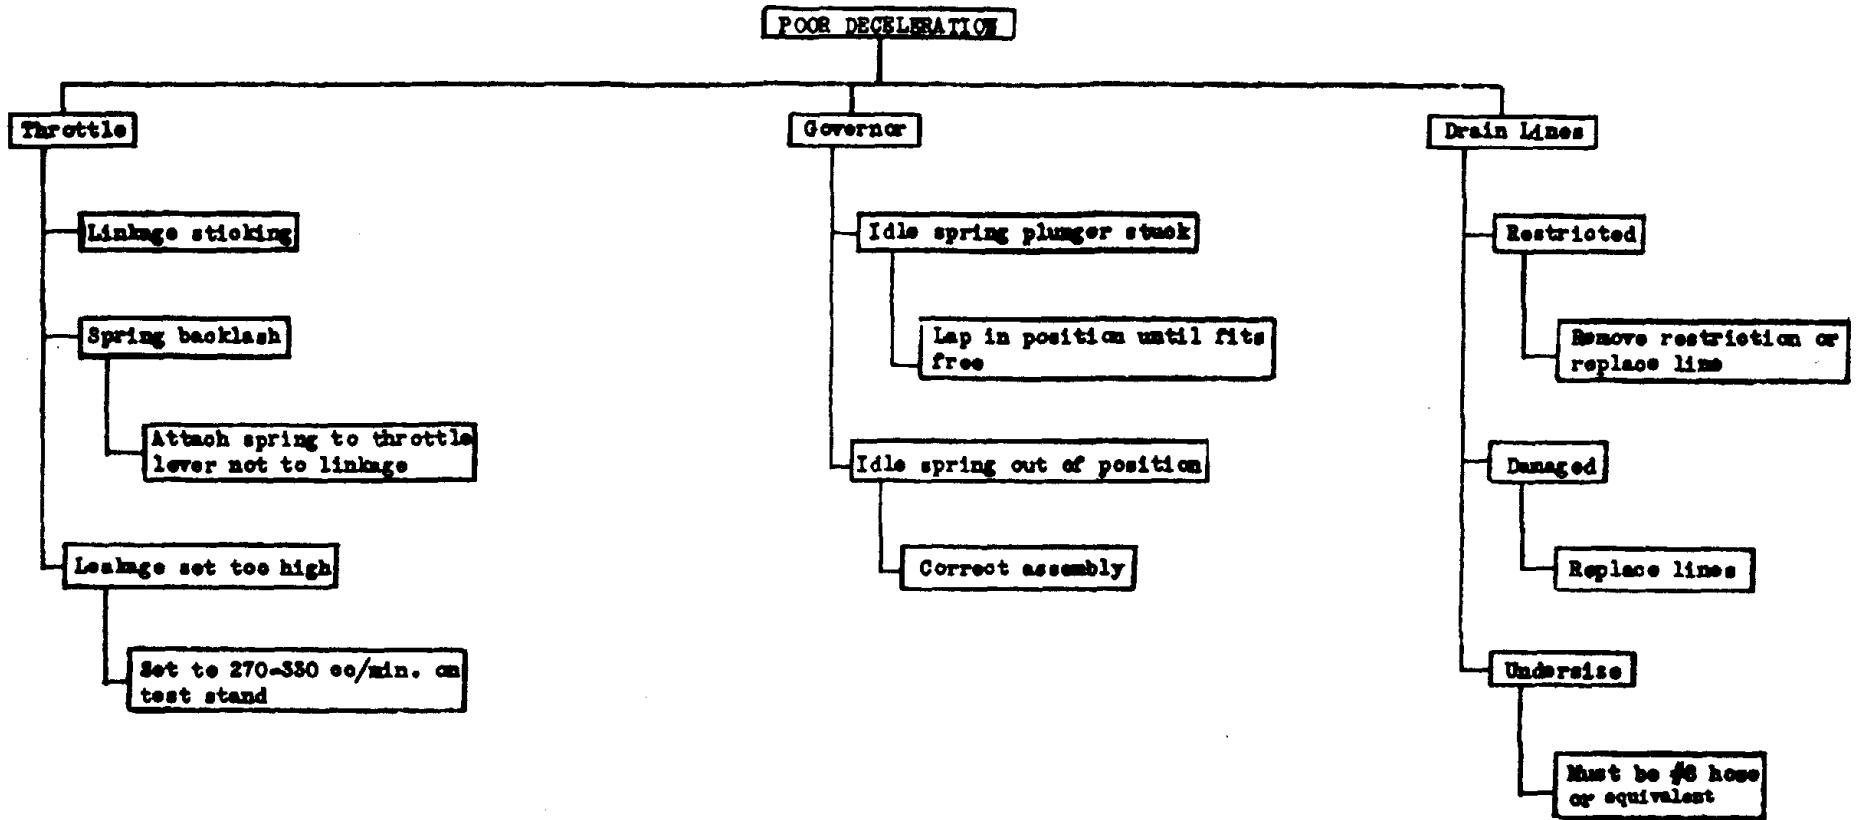 POOR DECELERATION
Throttle
Linkage sticking
Spring backlash
Attach spring to throttle
lever not to linkage
Leakage set too high
Set to 270-330 cc/min. on
test stand
Governor
Idle spring plunger stuck
Lap in position until fits
free
Idle spring out of position
Correct assembly
Drain Lines
Restricted
Remove restriction or
replace line
Damaged
Replace lines
Undersize
Must be hose
or equivalent